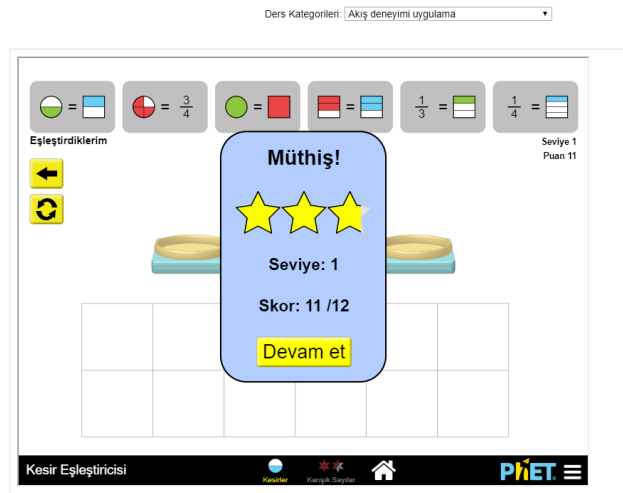 Ders Kategorileri: Akış deneyimi uygulama
= = 3/4 = = 1/3 = 1/4 =
Eşleştirdiklerim
Seviye 1
Puan 11
Müthiş!
Seviye: 1
Skor: 11 /12
Devam et
Kesir Eşleştiricisi
Kesirler
Karışık Sayılar
PhET